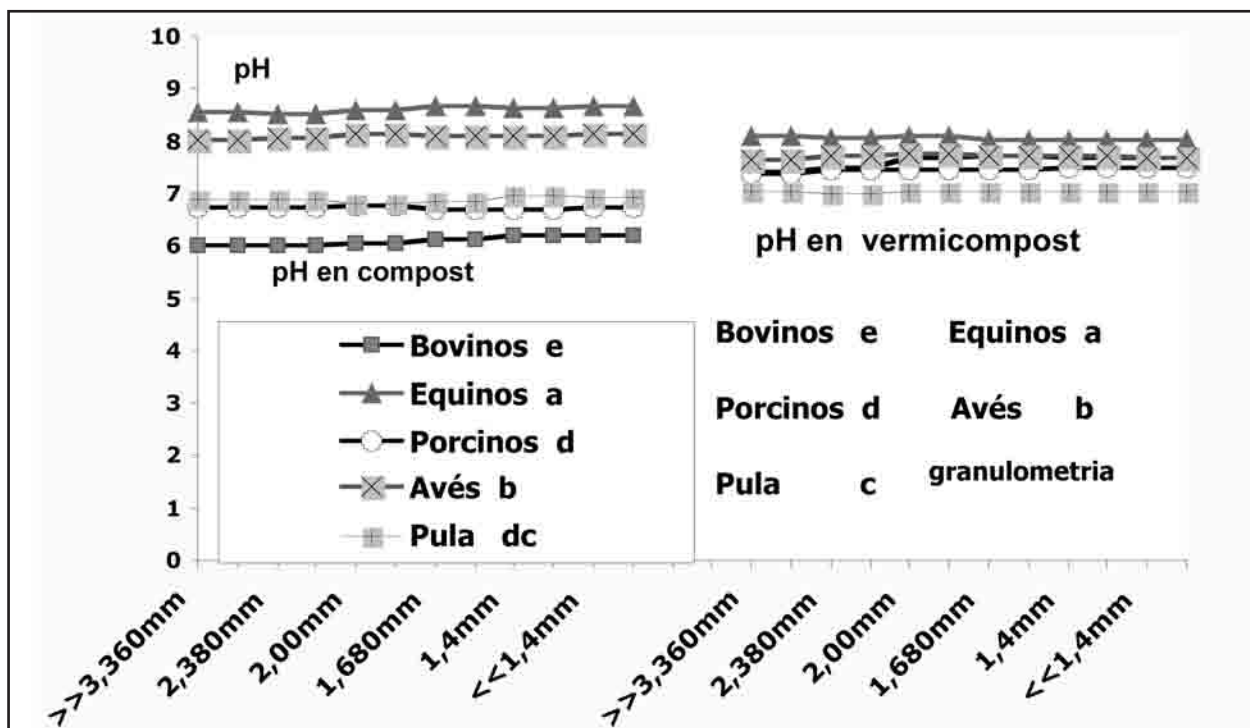 10
pH
9
8
7
6
pH en compost
pH en vermicompost
5
4
3
2
1
0
Bovinos e
Equinos a
Porcinos d
Avés b
Pula dc
Bovinos e Equinos a
Porcinos d Avés b
Pula c granulometria
>>3,360mm
2,380mm
2,00mm
1,680mm
1,4mm
<<1,4mm
>>3,360mm
2,380mm
2,00mm
1,680mm
1,4mm
<<1,4mm